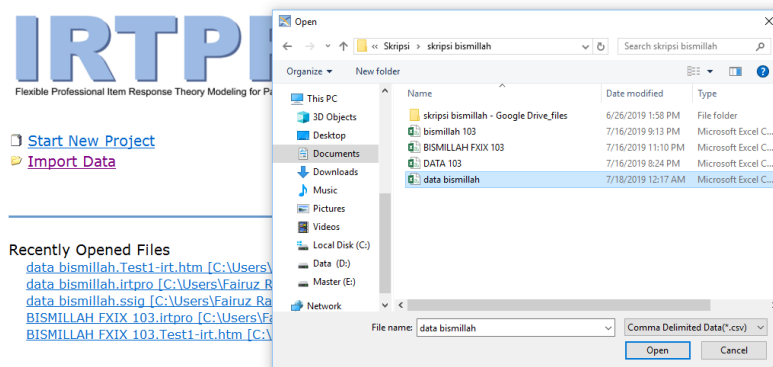 IRTP
Flexible Professional Item Response Theory Modeling for Pa
Start New Project
Import Data
Recently Opened Files
data bismillah.Test1-irt.htm [C:\Users\
data bismillah.irtpro [C:\Users\Fairuz R
data bismillah.ssig [C:\Users\Fairuz Ra
BISMILLAH FXIX 103.irtpro [C:\Users\Fa
BISMILLAH FXIX 103.Test1-irt.htm [C:\
Open
« Skripsi › skripsi bismillah
Search skripsi bismillah
Organize
New folder
This PC
3D Objects
Desktop
Documents
Downloads
Music
Pictures
Videos
Local Disk (C:)
Data (D:)
Master (E:)
Network
Name Date modified Type
skripsi bismillah - Google Drive_files 6/26/2019 1:58 PM File folder
bismillah 103 7/16/2019 9:13 PM Microsoft Excel C...
BISMILLAH FXIX 103 7/16/2019 11:10 PM Microsoft Excel C...
DATA 103 7/16/2019 8:24 PM Microsoft Excel C...
data bismillah 7/18/2019 12:17 AM Microsoft Excel C...
File name: data bismillah Comma Delimited Data(*.csv)
Open Cancel